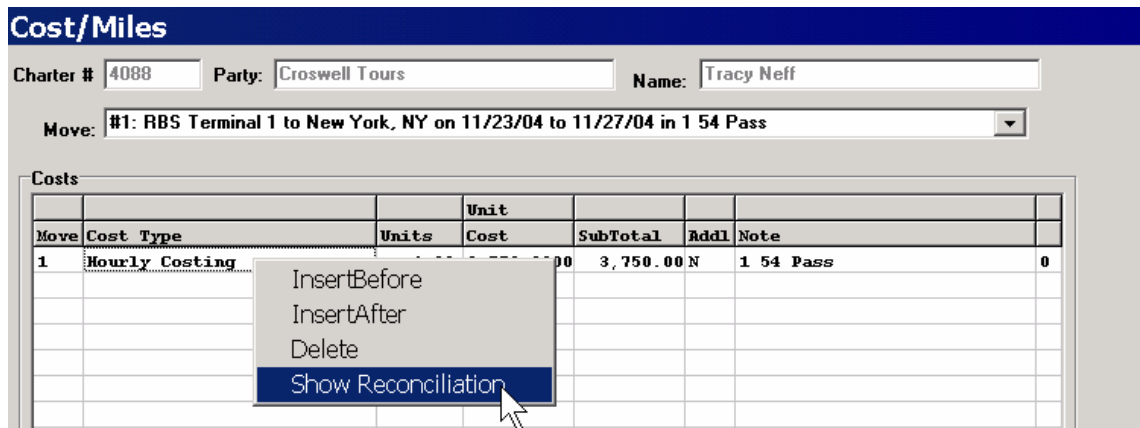 Cost/Miles
Charter # 4088 Party: Croswell Tours Name: Tracy Neff
Move: #1: RBS Terminal 1 to New York, NY on 11/23/04 to 11/27/04 in 1 54 Pass
Costs
Unit
Move Cost Type Units Cost SubTotal Addl Note
1 Hourly Costing 3,750.00 N 1 54 Pass 0
InsertBefore
InsertAfter
Delete
Show Reconciliation